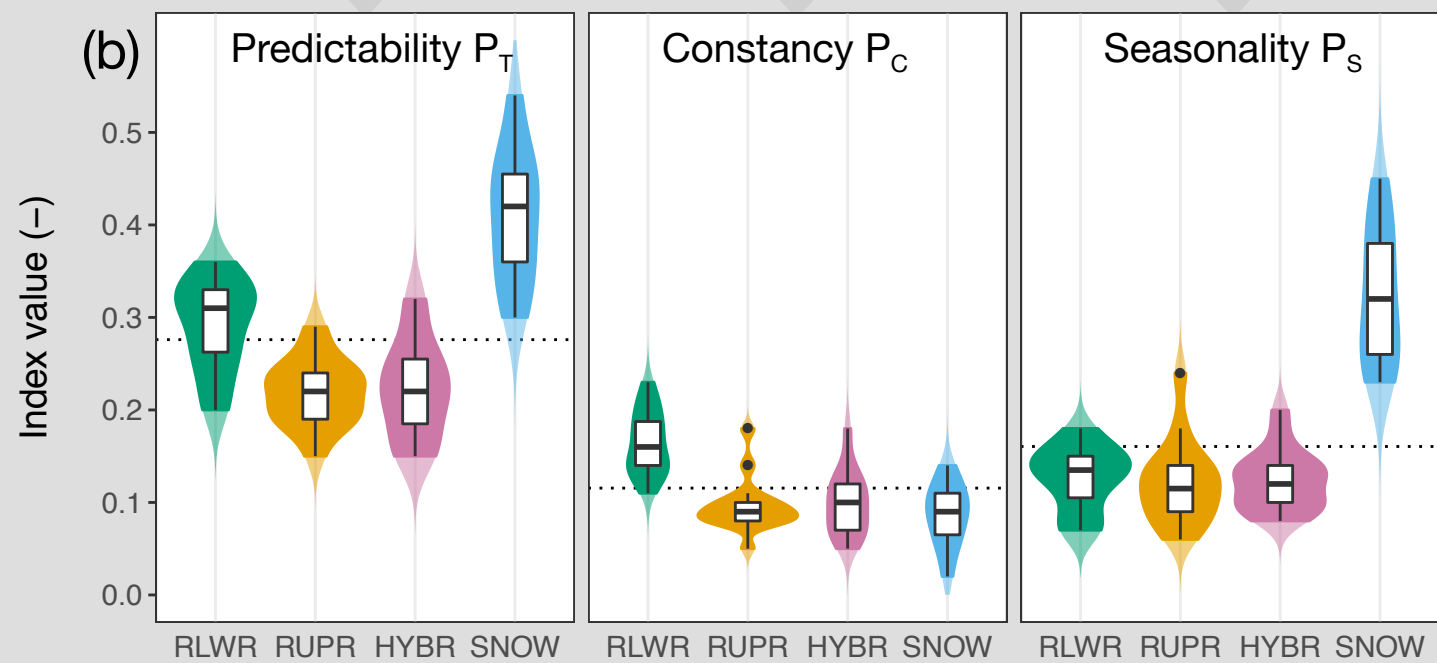 (b)
Predictability P_T
Constancy P_C
Seasonality P_S
Index value (–)
0.5
0.4
0.3
0.2
0.1
0.0
RLWR RUPR HYBR SNOW
RLWR RUPR HYBR SNOW
RLWR RUPR HYBR SNOW